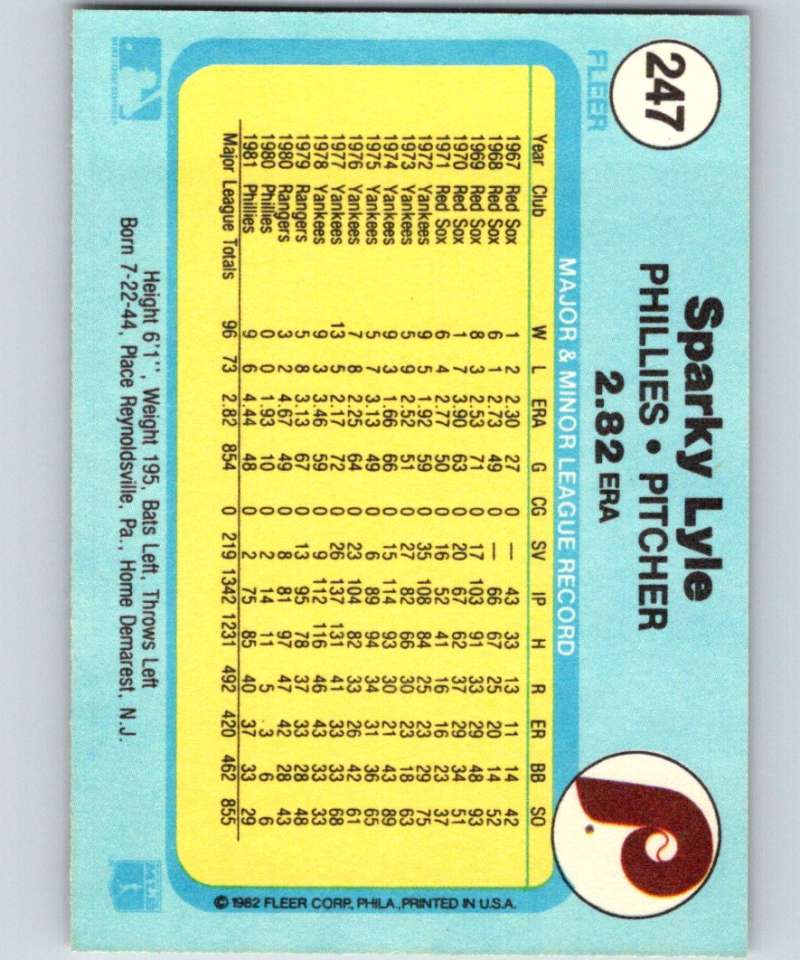 247
FLEER
Sparky Lyle
PHILLIES • PITCHER
2.82 ERA
MAJOR & MINOR LEAGUE RECORD
Year Club W L ERA G CG SV IP H R ER BB SO
1967 Red Sox 1 2 2.30 27 0 — 43 33 13 11 14 42
1968 Red Sox 6 1 2.73 49 0 — 66 67 25 20 14 52
1969 Red Sox 8 3 2.53 71 0 17 103 91 33 29 48 93
1970 Red Sox 1 7 3.90 63 0 20 67 62 37 29 34 51
1971 Red Sox 6 4 2.77 50 0 16 52 41 16 16 23 37
1972 Yankees 9 5 1.92 59 0 35 108 84 25 23 29 75
1973 Yankees 5 9 2.52 51 0 27 82 66 30 23 18 63
1974 Yankees 9 3 1.66 66 0 15 114 93 30 21 43 89
1975 Yankees 5 7 3.13 49 0 6 89 94 34 31 36 65
1976 Yankees 7 8 2.25 64 0 23 104 82 33 26 42 61
1977 Yankees 13 5 2.17 72 0 26 137 131 41 33 33 68
1978 Yankees 9 3 3.46 59 0 9 112 116 46 43 33 33
1979 Rangers 5 8 3.13 67 0 13 95 78 37 33 28 48
1980 Rangers 3 2 4.67 49 0 8 81 97 47 42 28 43
1980 Phillies 0 0 1.93 10 0 2 14 11 5 3 6 6
1981 Phillies 9 6 4.44 48 0 2 75 85 40 37 33 29
Major League Totals 96 73 2.82 854 0 219 1342 1231 492 420 462 855
© 1982 FLEER CORP., PHILA., PRINTED IN U.S.A.
Height 6'1", Weight 195, Bats Left, Throws Left
Born 7-22-44, Place Reynoldsville, Pa., Home Demarest, N.J.